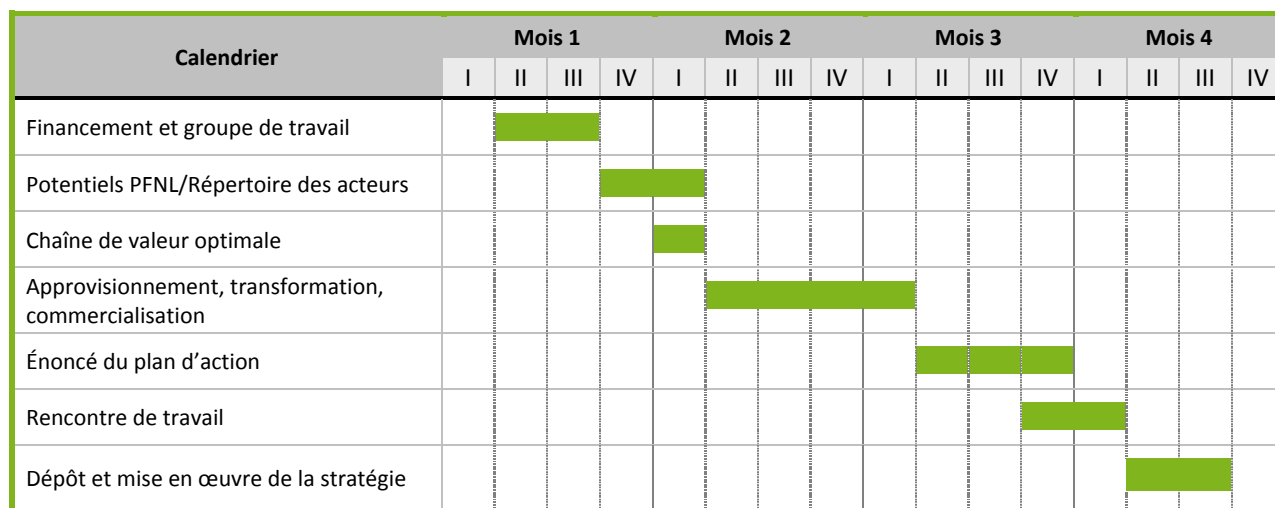 Calendrier
Mois 1 Mois 2 Mois 3 Mois 4
I II III IV I II III IV I II III IV I II III IV
Financement et groupe de travail
Potentiels PFNL/Répertoire des acteurs
Chaîne de valeur optimale
Approvisionnement, transformation,
commercialisation
Énoncé du plan d’action
Rencontre de travail
Dépôt et mise en œuvre de la stratégie